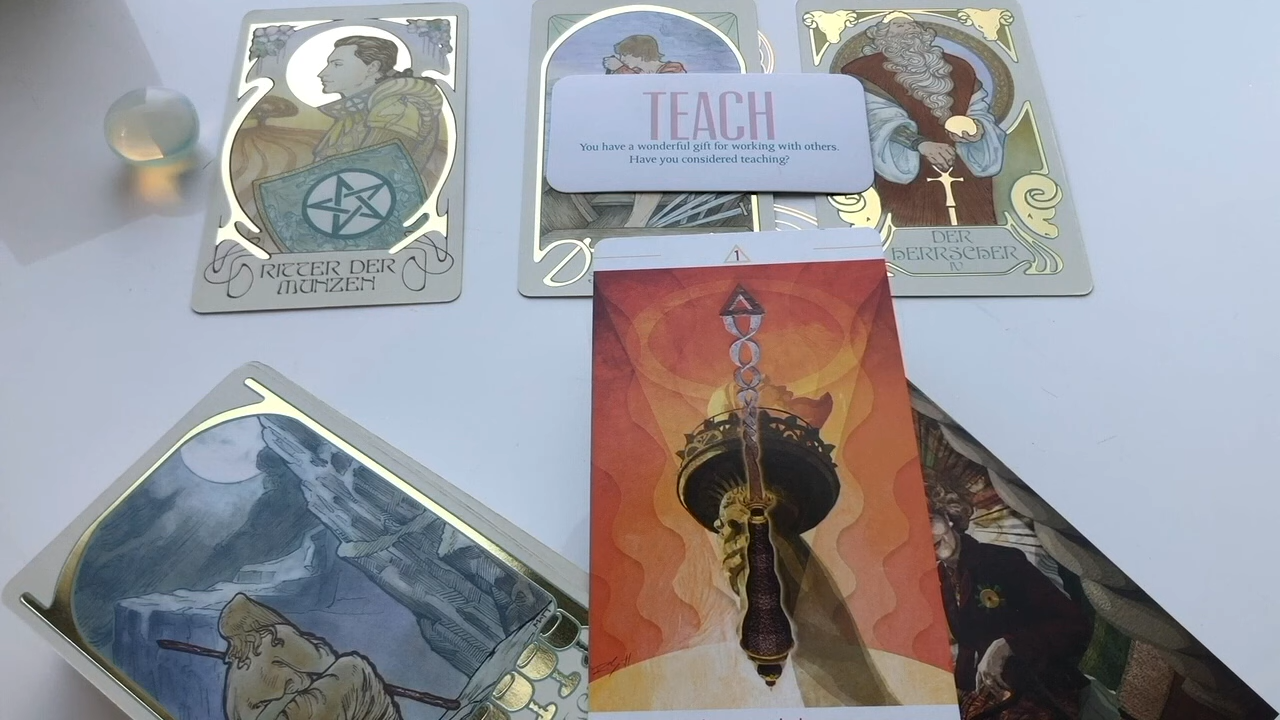 RITTER DER
MÜNZEN
TEACH
You have a wonderful gift for working with others.
Have you considered teaching?
DER
HERRSCHER
IV
1